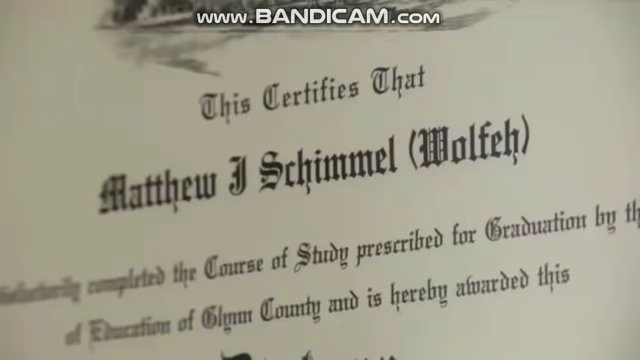 www.BANDICAM.com
This Certifies That
Matthew J Schimmel (Wolfeh)
completed the Course of Study prescribed for Graduation by th
of Education of Glynn County and is hereby awarded this